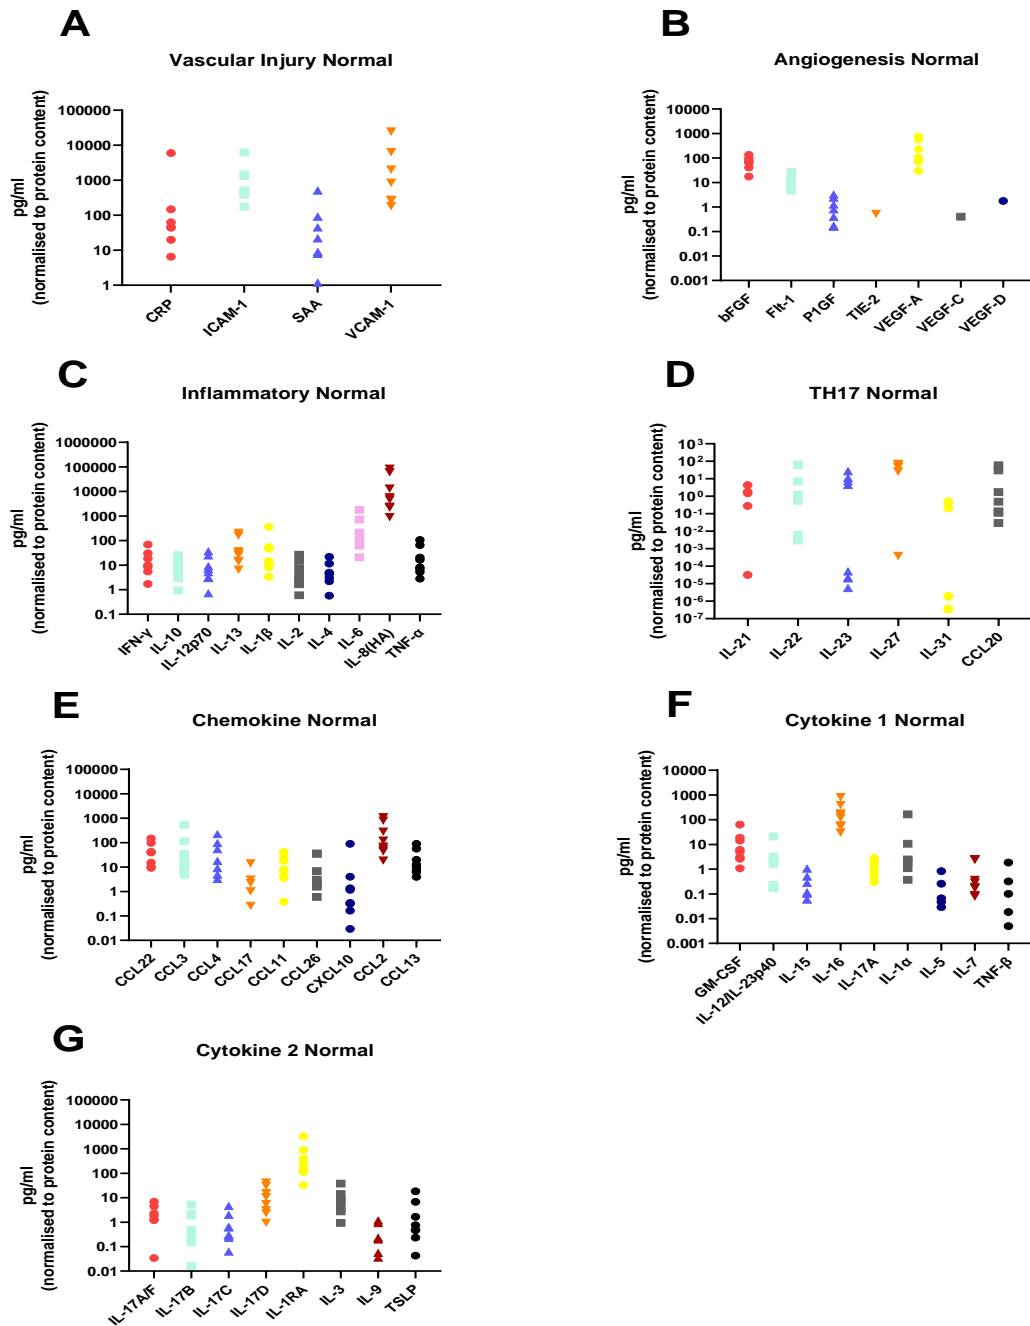 A
Vascular Injury Normal
pg/ml
(normalised to protein content)
100000
10000
1000
100
10
1
CRP
ICAM-1
SAA
VCAM-1
B
Angiogenesis Normal
pg/ml
(normalised to protein content)
10000
1000
100
10
1
0.1
0.01
0.001
bFGF
Flt-1
P1GF
TIE-2
VEGF-A
VEGF-C
VEGF-D
C
Inflammatory Normal
pg/ml
(normalised to protein content)
1000000
100000
10000
1000
100
10
1
0.1
IFN-γ
IL-10
IL-12p70
IL-13
IL-1β
IL-2
IL-4
IL-6
IL-8(HA)
TNF-α
D
TH17 Normal
pg/ml
(normalised to protein content)
10³
10²
10¹
10⁰
10⁻¹
10⁻²
10⁻³
10⁻⁴
10⁻⁵
10⁻⁶
10⁻⁷
IL-21
IL-22
IL-23
IL-27
IL-31
CCL20
E
Chemokine Normal
pg/ml
(normalised to protein content)
100000
10000
1000
100
10
1
0.1
0.01
CCL22
CCL3
CCL4
CCL17
CCL11
CCL26
CXCL10
CCL2
CCL13
F
Cytokine 1 Normal
pg/ml
(normalised to protein content)
10000
1000
100
10
1
0.1
0.01
0.001
GM-CSF
IL-12/IL-23p40
IL-15
IL-16
IL-17A
IL-1α
IL-5
IL-7
TNF-β
G
Cytokine 2 Normal
pg/ml
(normalised to protein content)
100000
10000
1000
100
10
1
0.1
0.01
IL-17A/F
IL-17B
IL-17C
IL-17D
IL-1RA
IL-3
IL-9
TSLP